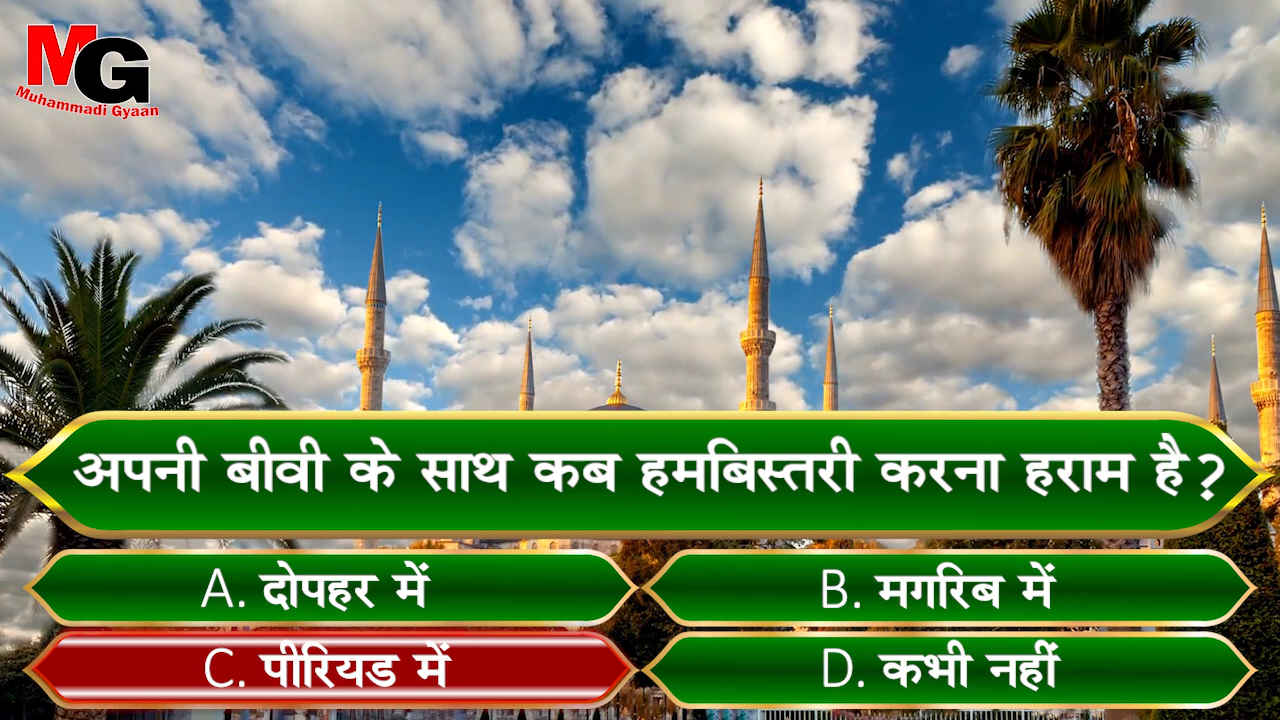 MG
Muhammadi Gyaan
अपनी बीवी के साथ कब हमबिस्तरी करना हराम है?
A. दोपहर में
B. मगरिब में
C. पीरियड में
D. कभी नहीं